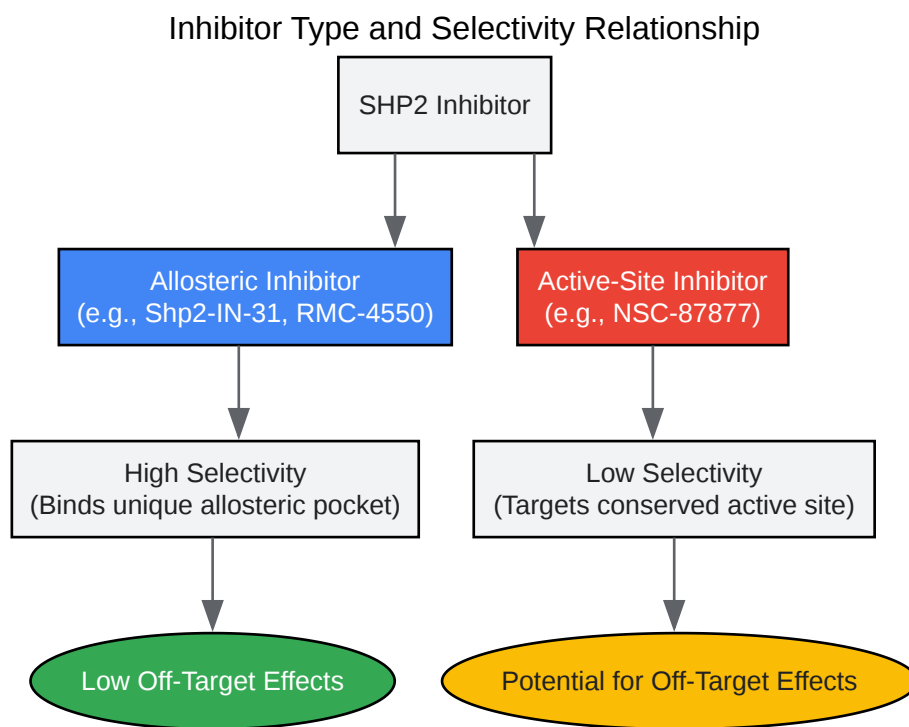 Inhibitor Type and Selectivity Relationship
SHP2 Inhibitor
Allosteric Inhibitor
(e.g., Shp2-IN-31, RMC-4550)
Active-Site Inhibitor
(e.g., NSC-87877)
High Selectivity
(Binds unique allosteric pocket)
Low Selectivity
(Targets conserved active site)
Low Off-Target Effects
Potential for Off-Target Effects